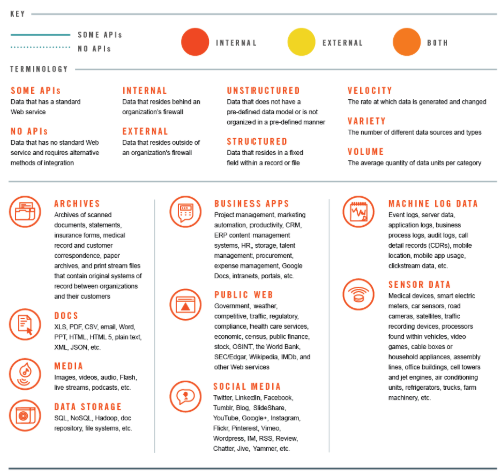 KEY
SOME APIs
NO APIs
INTERNAL
EXTERNAL
BOTH
TERMINOLOGY
SOME APIs
Data that has a standard
Web service
NO APIs
Data that has no standard Web
service and requires alternative
methods of integration
INTERNAL
Data that resides behind an
organization's firewall
EXTERNAL
Data that resides outside of
an organization's firewall
UNSTRUCTURED
Data that does not have a
pre-defined data model or is not
organized in a pre-defined manner
STRUCTURED
Data that resides in a fixed
field within a record or file
VELOCITY
The rate at which data is generated and changed
VARIETY
The number of different data sources and types
VOLUME
The average quantity of data units per category
ARCHIVES
Archives of scanned
documents, statements,
insurance forms, medical
record and customer
correspondence, paper
archives, and print stream files
that contain original systems of
record between organizations
and their customers
DOCS
XLS, PDF, CSV, email, Word,
PPT, HTML, HTML 5, plain text,
XML, JSON, etc.
MEDIA
Images, videos, audio, Flash,
live streams, podcasts, etc.
DATA STORAGE
SQL, NoSQL, Hadoop, doc
repository, file systems, etc.
BUSINESS APPS
Project management, marketing
automation, productivity, CRM,
ERP content management
systems, HR, storage, talent
management, procurement,
expense management, Google
Docs, intranets, portals, etc.
PUBLIC WEB
Government, weather,
competitive, traffic, regulatory,
compliance, health care services,
economic, census, public finance,
stock, OSINT, the World Bank,
SEC/Edgar, Wikipedia, IMDb, and
other Web services
SOCIAL MEDIA
Twitter, LinkedIn, Facebook,
Tumblr, Blog, SlideShare,
YouTube, Google+, Instagram,
Flickr, Pinterest, Vimeo,
Wordpress, IM, RSS, Review,
Chatter, Jive, Yammer, etc.
MACHINE LOG DATA
Event logs, server data,
application logs, business
process logs, audit logs, call
detail records (CDRs), mobile
location, mobile app usage,
clickstream data, etc.
SENSOR DATA
Medical devices, smart electric
meters, car sensors, road
cameras, satellites, traffic
recording devices, processors
found within vehicles, video
games, cable boxes or
household appliances, assembly
lines, office buildings, cell towers
and jet engines, air conditioning
units, refrigerators, trucks, farm
machinery, etc.